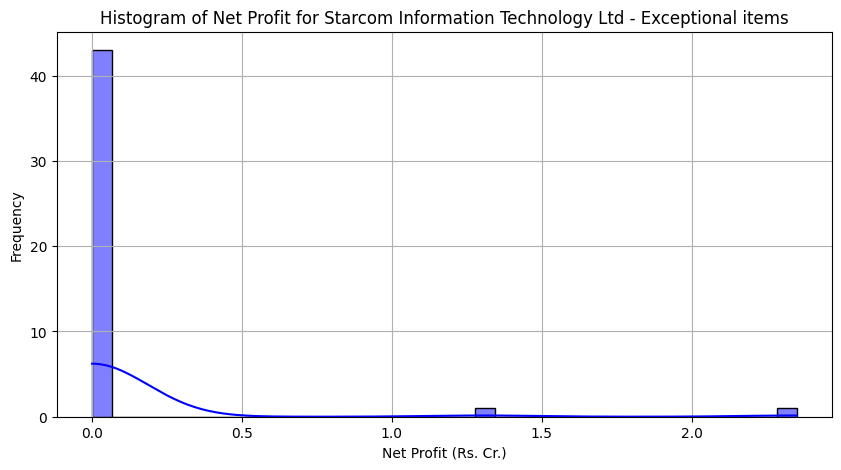 Histogram of Net Profit for Starcom Information Technology Ltd - Exceptional items
Frequency
40
30
20
10
0
0.0 0.5 1.0 1.5 2.0
Net Profit (Rs. Cr.)